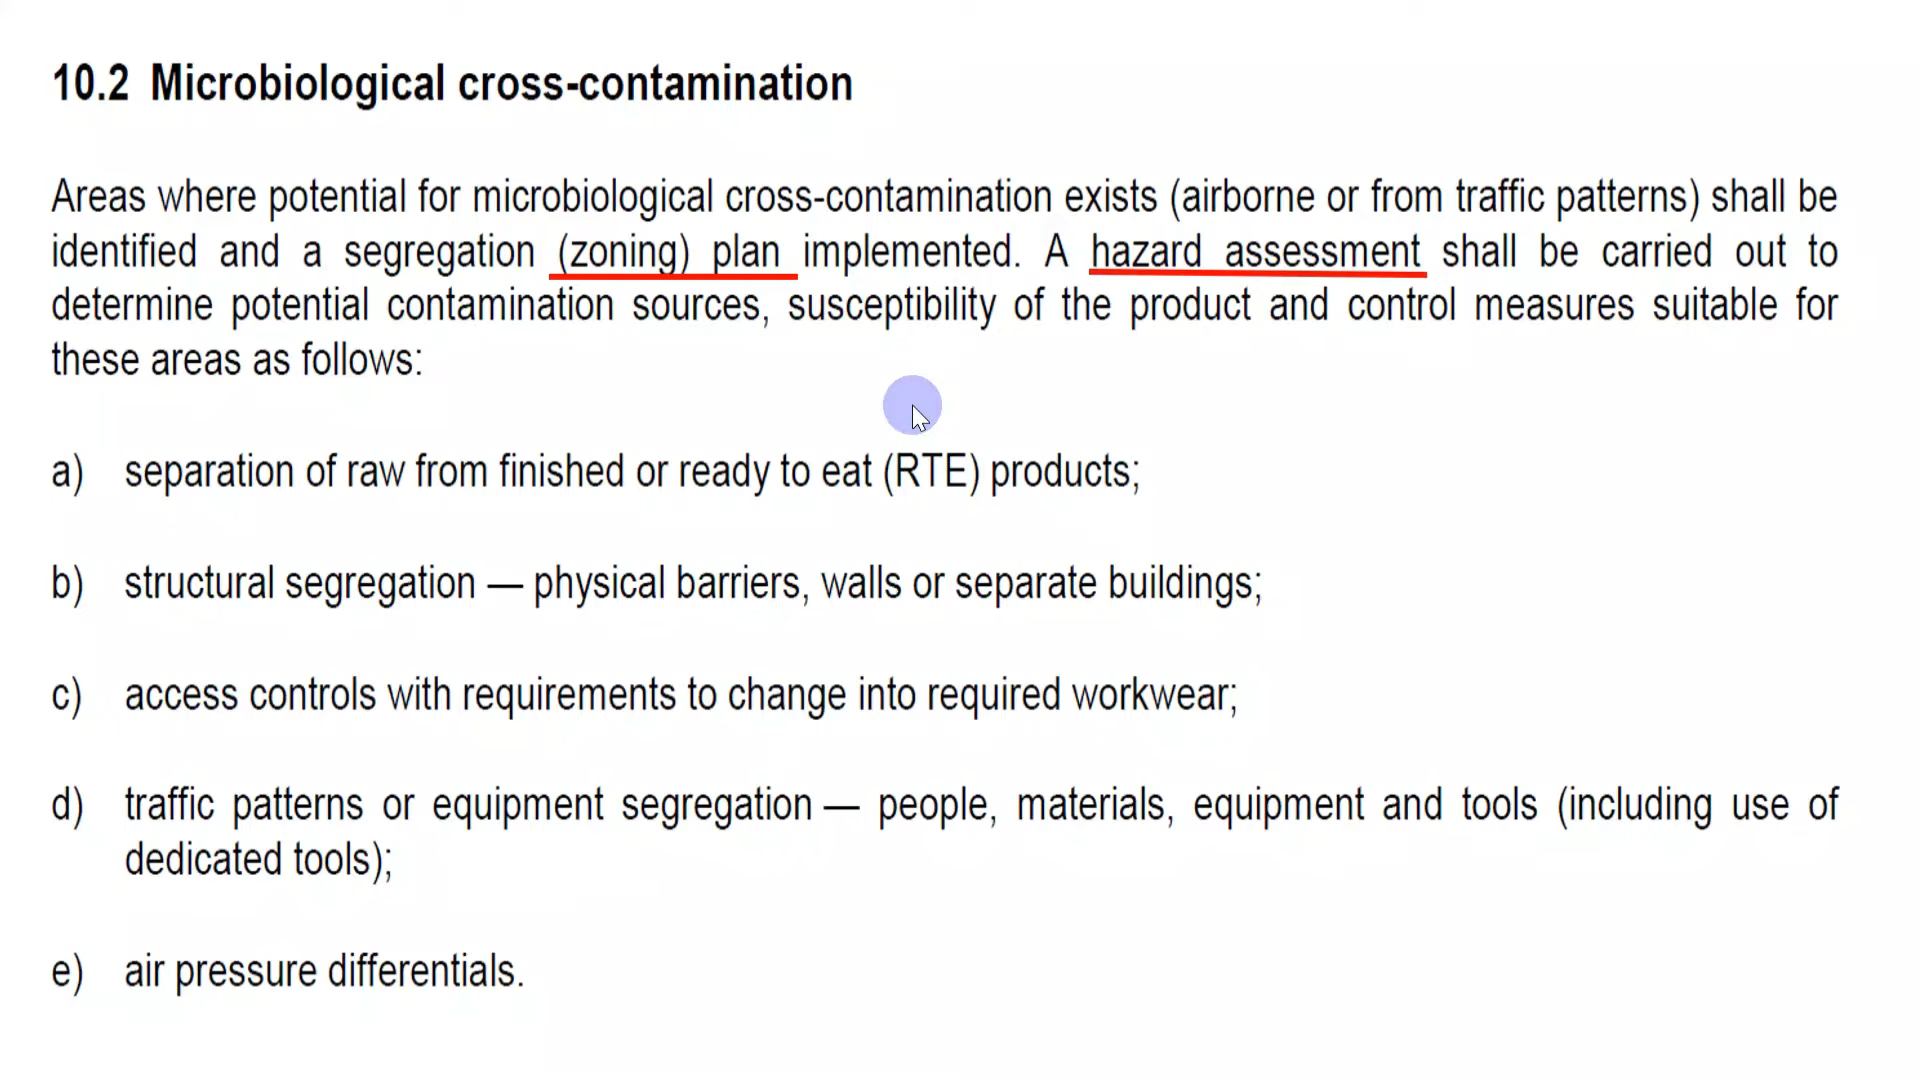 10.2 Microbiological cross-contamination
Areas where potential for microbiological cross-contamination exists (airborne or from traffic patterns) shall be
identified and a segregation (zoning) plan implemented. A hazard assessment shall be carried out to
determine potential contamination sources, susceptibility of the product and control measures suitable for
these areas as follows:
a) separation of raw from finished or ready to eat (RTE) products;
b) structural segregation — physical barriers, walls or separate buildings;
c) access controls with requirements to change into required workwear;
d) traffic patterns or equipment segregation — people, materials, equipment and tools (including use of
dedicated tools);
e) air pressure differentials.